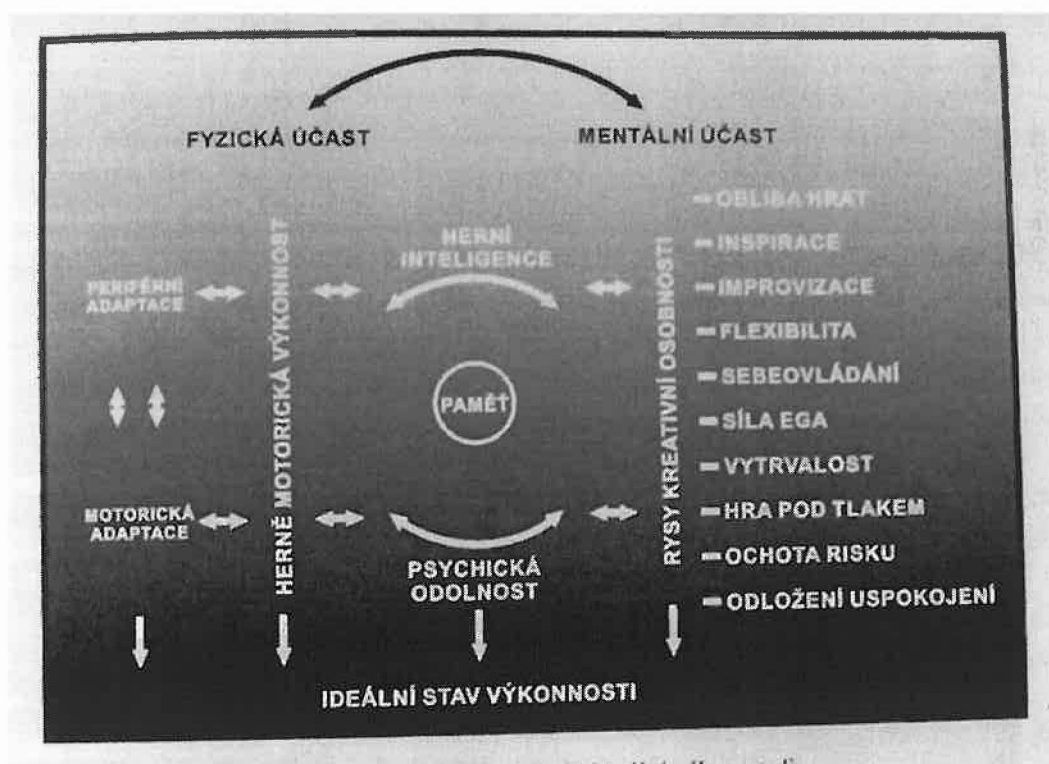 FYZICKÁ ÚČAST
MENTÁLNÍ ÚČAST
PERIFERNÍ
ADAPTACE
MOTORICKÁ
ADAPTACE
HERNĚ MOTORICKÁ VÝKONNOST
HERNÍ
INTELIGENCE
PAMĚŤ
PSYCHICKÁ
ODOLNOST
RYSY KREATIVNÍ OSOBNOSTI
OBLIBA HRÁT
INSPIRACE
IMPROVIZACE
FLEXIBILITA
SEBEOVLÁDÁNÍ
SÍLA EGA
VYTRVALOST
HRA POD TLAKEM
OCHOTA RISKU
ODLOŽENÍ USPOKOJENÍ
IDEÁLNÍ STAV VÝKONNOSTI